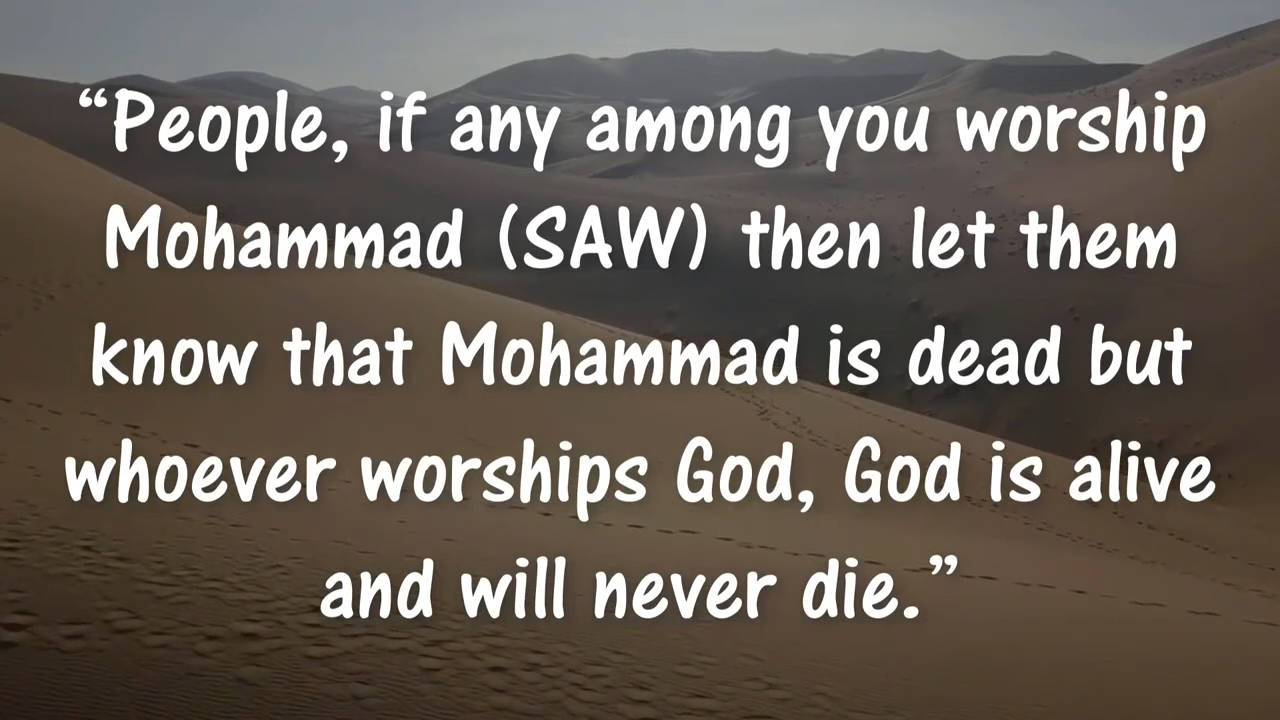 “People, if any among you worship
Mohammad (SAW) then let them
know that Mohammad is dead but
whoever worships God, God is alive
and will never die.”